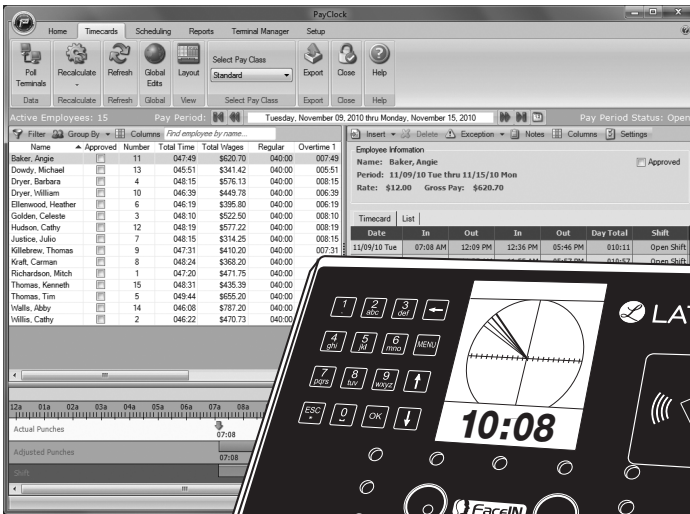 PayClock
Home Timecards Scheduling Reports Terminal Manager Setup
Poll Terminals Recalculate Refresh Global Edits Layout Select Pay Class Standard Export Close Help
Data Recalculate Refresh Global View Select Pay Class Export Close Help
Active Employees: 15 Pay Period: Tuesday, November 09, 2010 thru Monday, November 15, 2010 Pay Period Status: Open
Filter Group By Columns Find employee by name...
Name Approved Number Total Time Total Wages Regular Overtime 1
Baker, Angie 11 047:49 $620.70 040:00 007:49
Dowdy, Michael 13 045:51 $341.42 040:00 005:51
Dryer, Barbara 4 048:15 $576.13 040:00 008:15
Dryer, William 10 046:39 $449.78 040:00 006:39
Ellenwood, Heather 6 046:19 $395.80 040:00 006:19
Golden, Celeste 3 048:10 $522.50 040:00 008:10
Hudson, Cathy 12 048:19 $577.22 040:00 008:19
Justice, Julio 7 048:15 $314.25 040:00 008:15
Killebrew, Thomas 9 047:31 $410.20 040:00 007:31
Kraft, Carman 8 048:24 $368.20 040:00
Richardson, Mitch 1 047:20 $471.75 040:00
Thomas, Kenneth 15 048:31 $435.39 040:00
Thomas, Tim 5 049:44 $655.20 040:00
Walls, Abby 14 046:08 $787.20 040:00
Willis, Cathy 2 046:22 $470.73 040:00
Insert Delete Exception Notes Columns Settings
Employee Information
Name: Baker, Angie Approved
Period: 11/09/10 Tue thru 11/15/10 Mon
Rate: $12.00 Gross Pay: $620.70
Timecard List
Date In Out In Out Day Total Shift
11/09/10 Tue 07:08 AM 12:09 PM 12:36 PM 05:46 PM 010:11 Open Shift
05:57 PM 010:57 Open Shift
12a 01a 02a 03a 04a 05a 06a 07a 08a
Actual Punches
07:08
Adjusted Punches
07:08
Shift
1 2 abc 3 def
4 ghi 5 jkl 6 mno MENU
7 pqrs 8 tuv 9 wxyz
ESC 0 OK
10:08
LAT
FaceIN